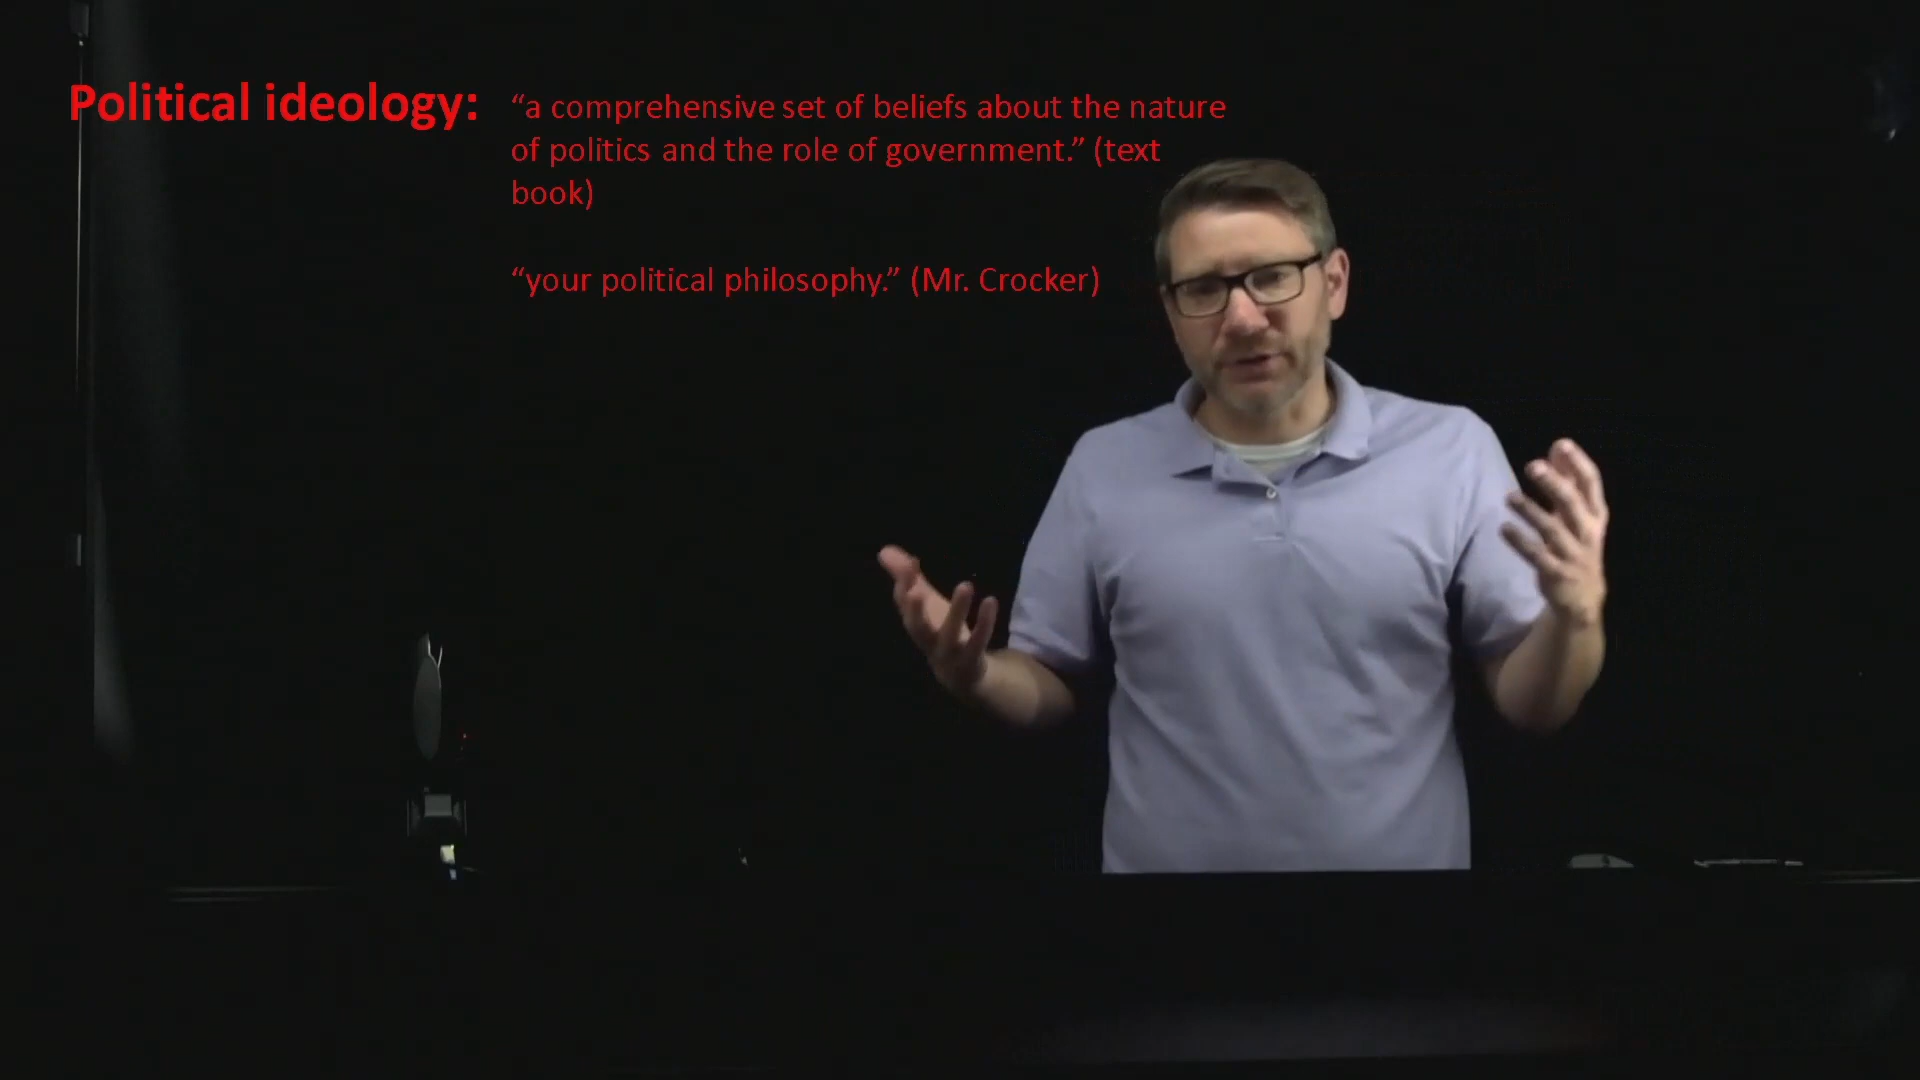 Political ideology:
“a comprehensive set of beliefs about the nature
of politics and the role of government.” (text
book)
“your political philosophy.” (Mr. Crocker)